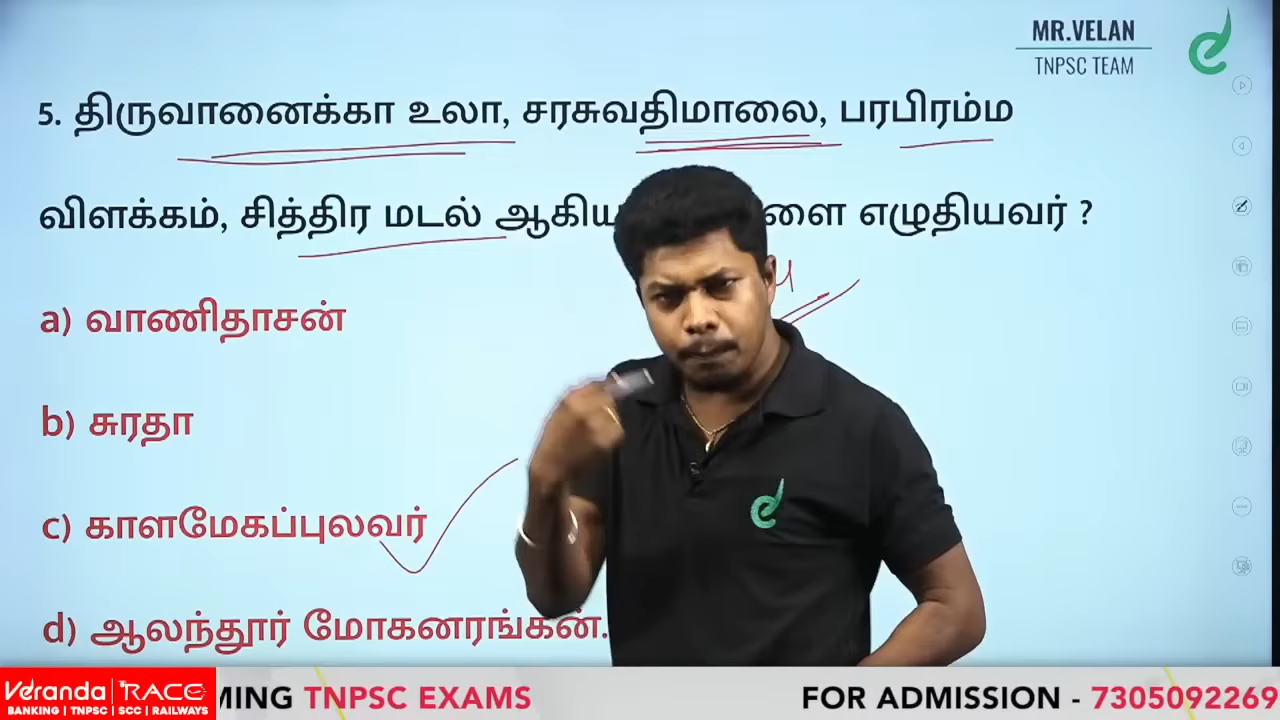 MR.VELAN
TNPSC TEAM
5. திருவானைக்கா உலா, சரசுவதிமாலை, பரபிரம்ம
விளக்கம், சித்திர மடல் ஆகிய ளை எழுதியவர் ?
a) வாணிதாசன்
b) சுரதா
c) காளமேகப்புலவர்
d) ஆலந்தூர் மோகனரங்கன்.
Veranda RACE
BANKING | TNPSC | SCC | RAILWAYS
MING TNPSC EXAMS FOR ADMISSION - 7305092269